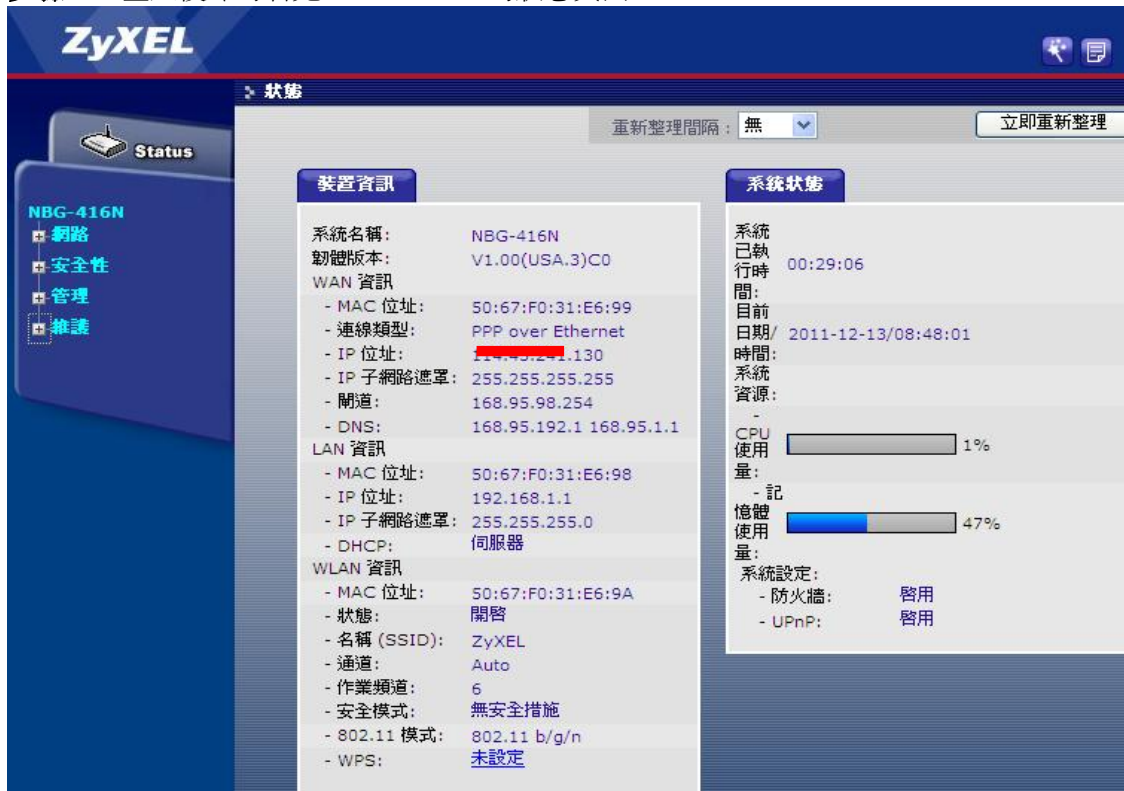 ZyXEL
狀態
重新整理間隔：無
立即重新整理
Status
NBG-416N
網路
安全性
管理
維護
裝置資訊
系統名稱: NBG-416N
韌體版本: V1.00(USA.3)C0
WAN 資訊
- MAC 位址: 50:67:F0:31:E6:99
- 連線類型: PPP over Ethernet
- IP 位址: .130
- IP 子網路遮罩: 255.255.255.255
- 閘道: 168.95.98.254
- DNS: 168.95.192.1 168.95.1.1
LAN 資訊
- MAC 位址: 50:67:F0:31:E6:98
- IP 位址: 192.168.1.1
- IP 子網路遮罩: 255.255.255.0
- DHCP: 伺服器
WLAN 資訊
- MAC 位址: 50:67:F0:31:E6:9A
- 狀態: 開啟
- 名稱 (SSID): ZyXEL
- 通道: Auto
- 作業頻道: 6
- 安全模式: 無安全措施
- 802.11 模式: 802.11 b/g/n
- WPS: 未設定
系統狀態
系統
已執
行時 00:29:06
間:
目前
日期/ 2011-12-13/08:48:01
時間:
系統
資源:
-
CPU
使用 1%
量:
- 記
憶體
使用 47%
量:
系統設定:
- 防火牆: 啟用
- UPnP: 啟用